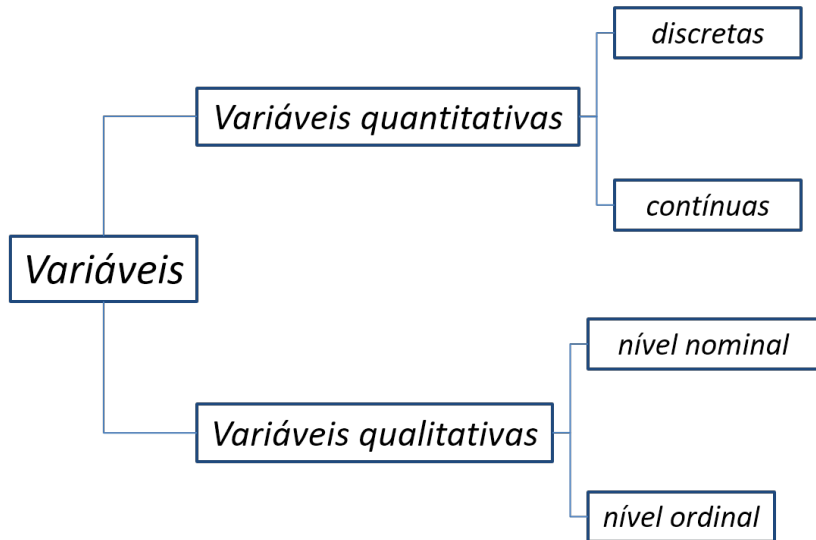 Variáveis
Variáveis quantitativas
discretas
contínuas
Variáveis qualitativas
nível nominal
nível ordinal